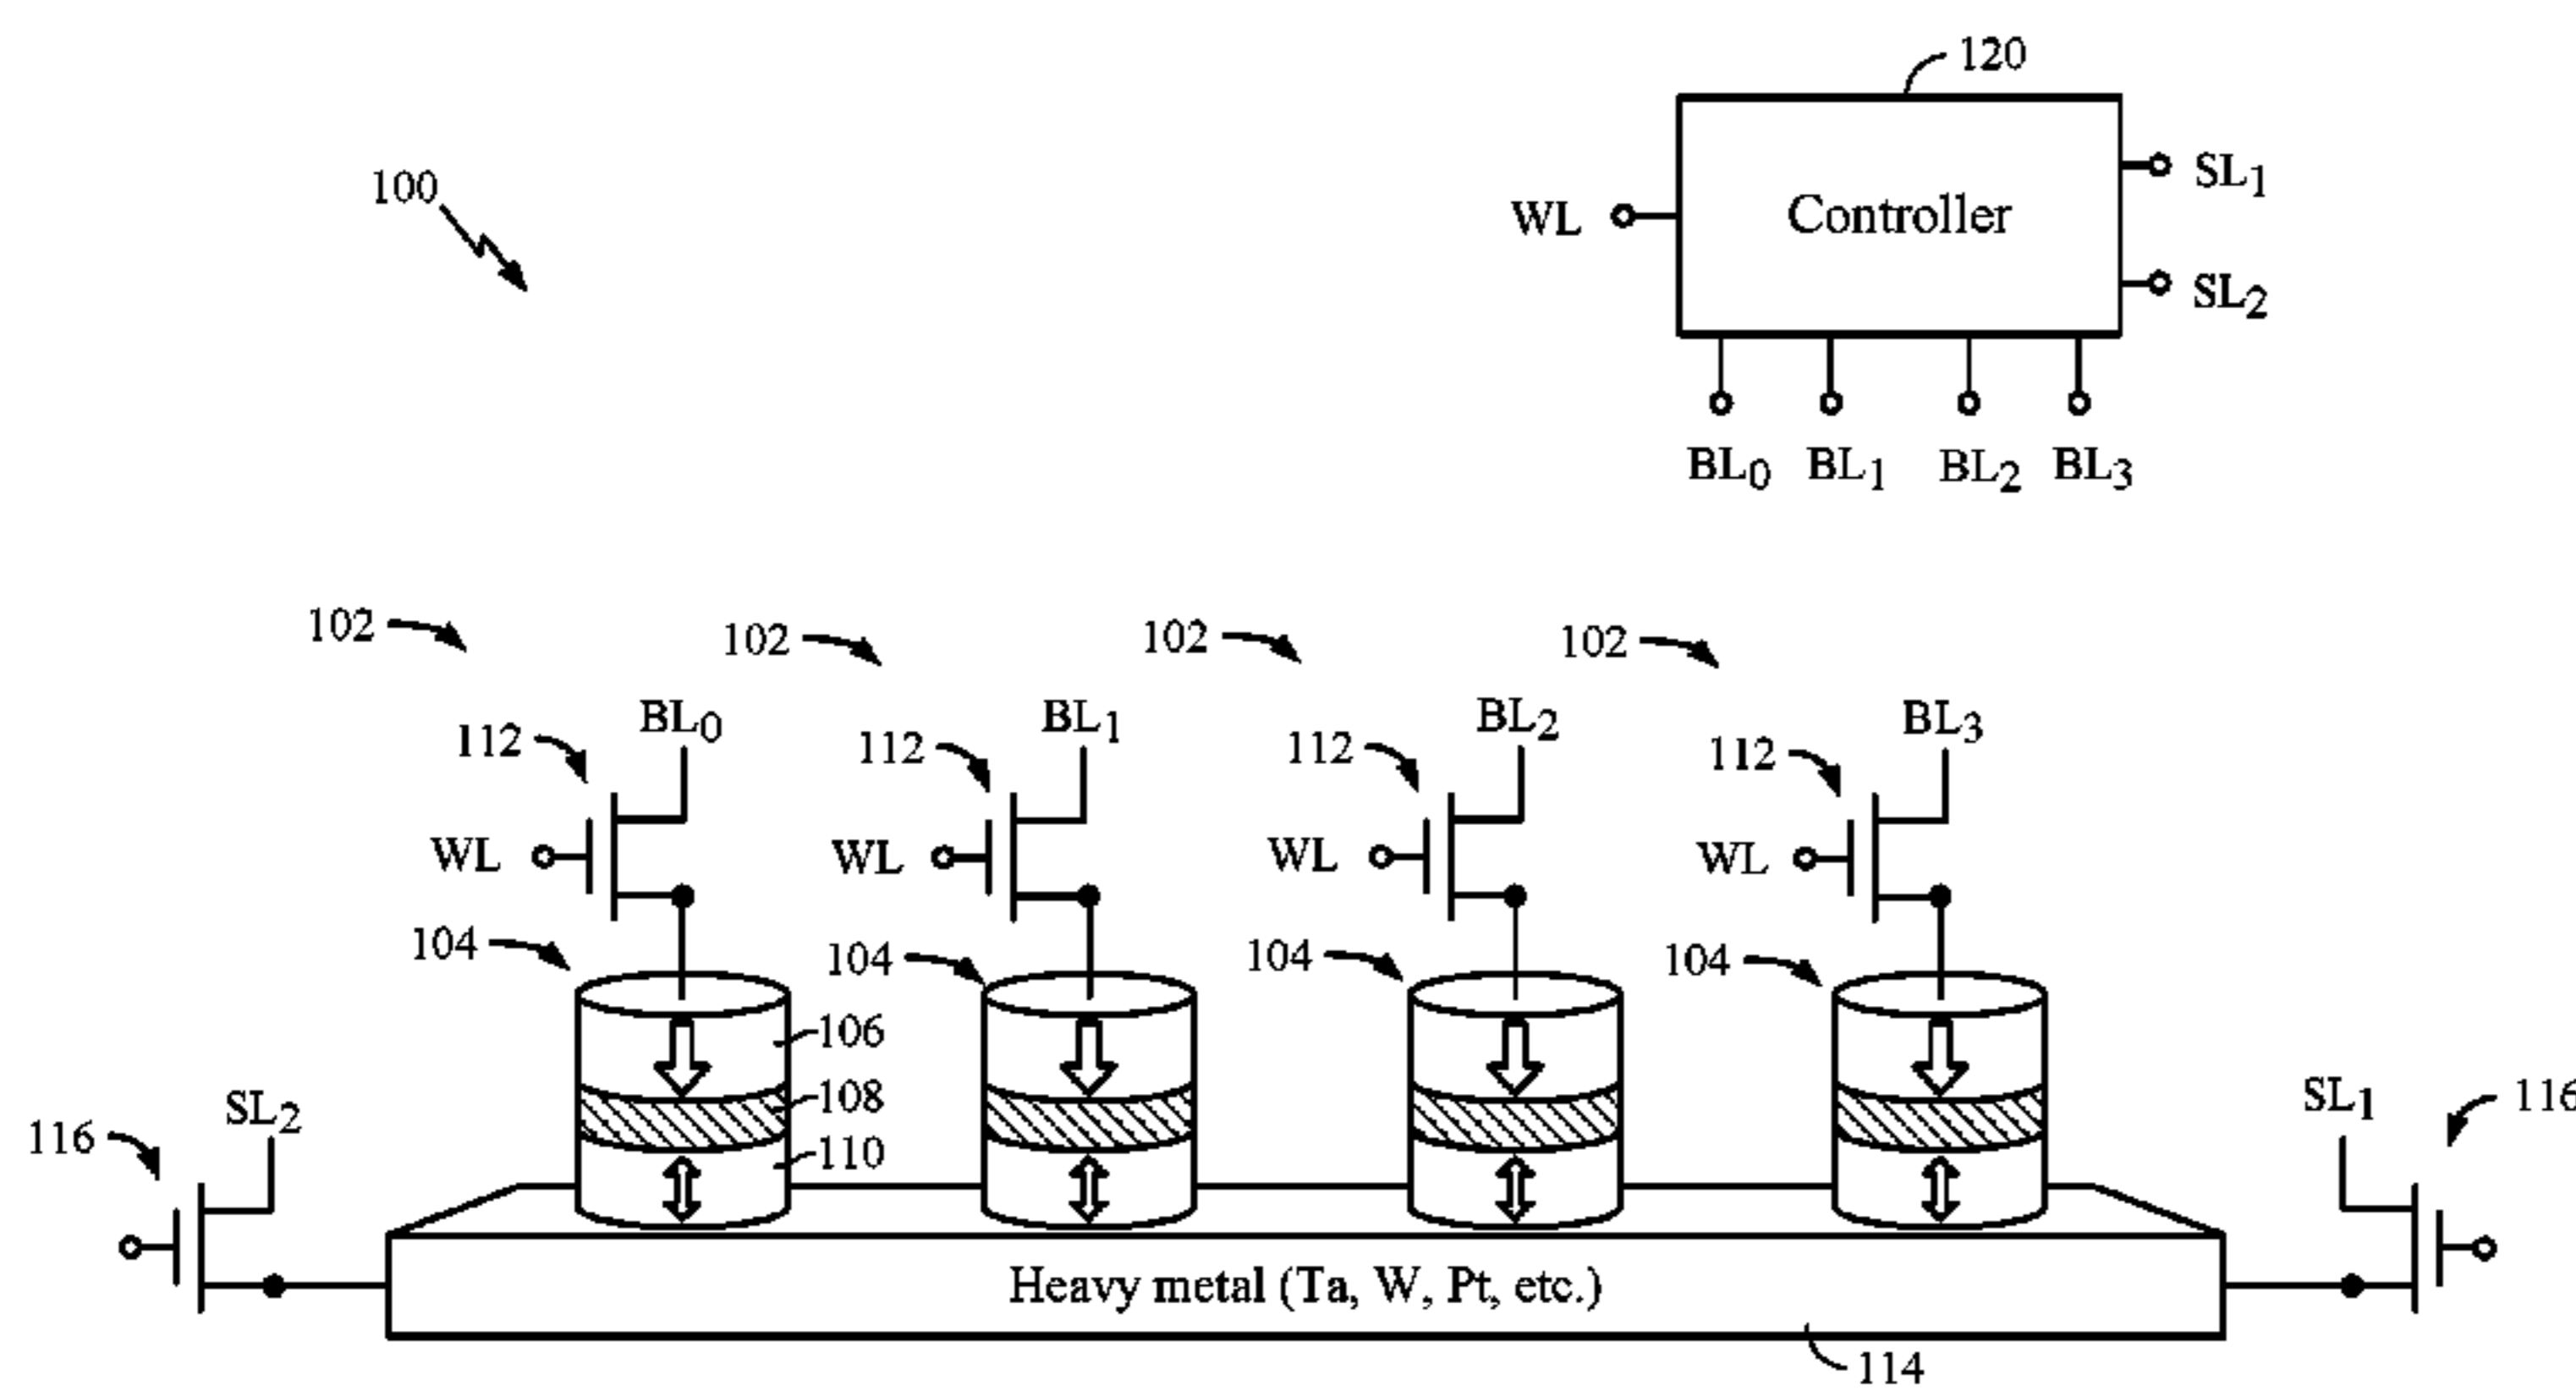 120
100
WL
Controller
SL1
SL2
BL0 BL1 BL2 BL3
102 102 102 102
112 BL0 112 BL1 112 BL2 112 BL3
WL WL WL WL
104 104 104 104
106
108
110
116 SL2 SL1 116
Heavy metal (Ta, W, Pt, etc.)
114